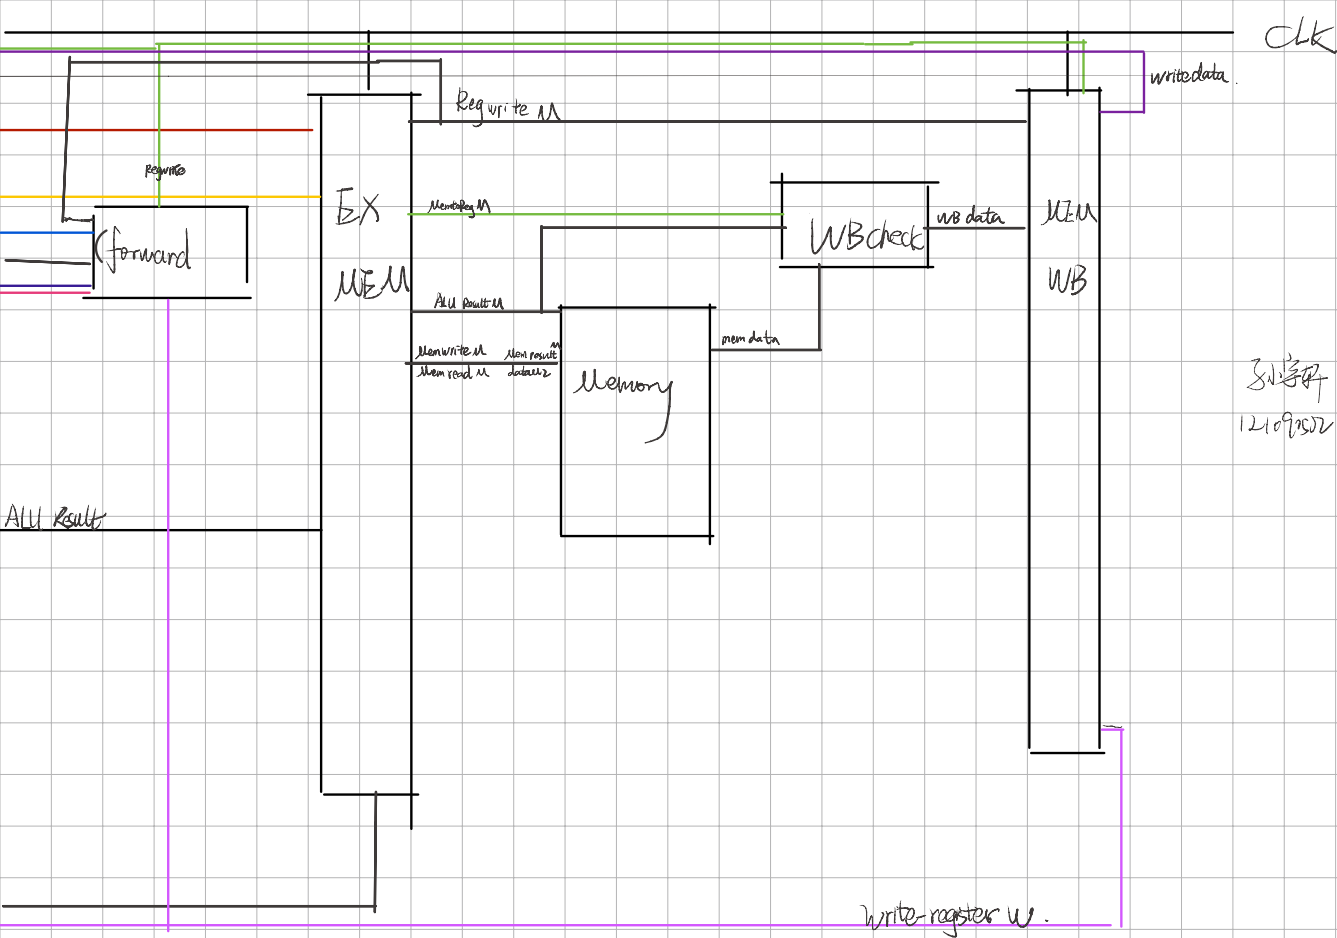 CLK
writedata.
Regwrite M
Regwrite
EX
MEM
MemtoReg M
WB data
MEM
WB
WBcheck
forward
ALU Result M
mem data
Memwrite M
Mem result M
Mem read M
Memory
ALU Result
write-register W.